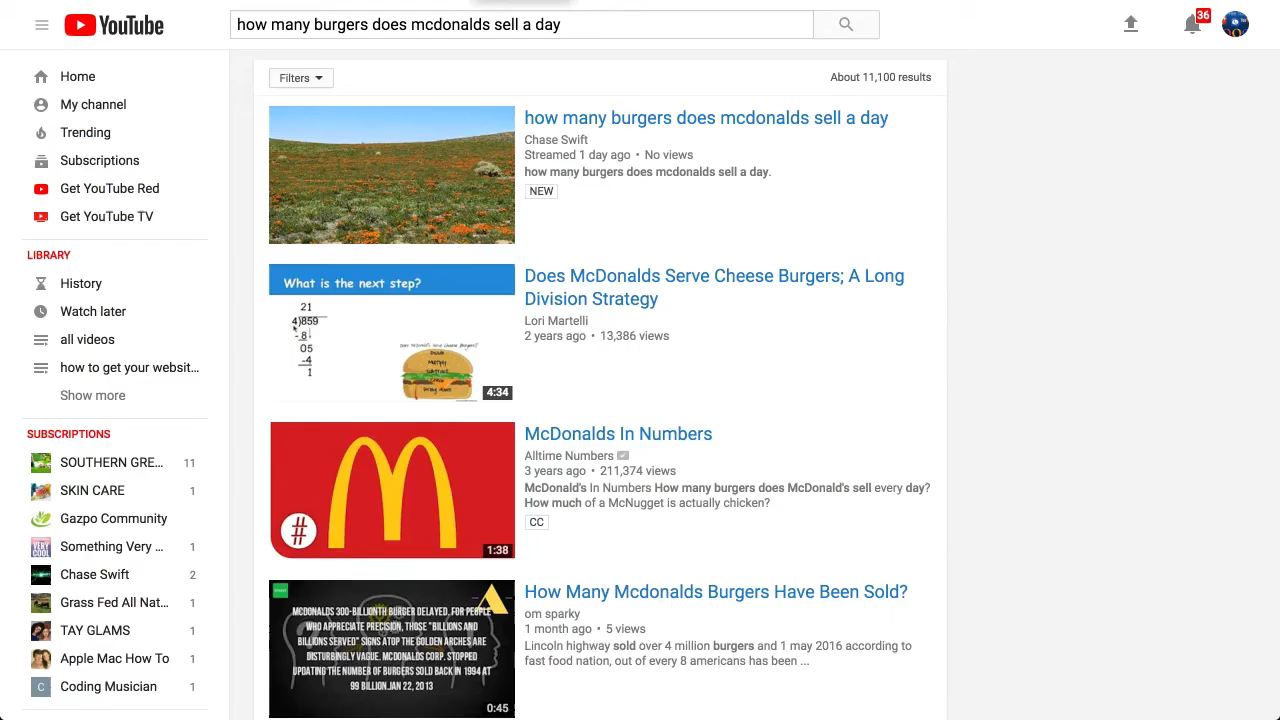 YouTube
how many burgers does mcdonalds sell a day
36
Home
My channel
Trending
Subscriptions
Get YouTube Red
Get YouTube TV
LIBRARY
History
Watch later
all videos
how to get your websit...
Show more
SUBSCRIPTIONS
SOUTHERN GRE... 11
SKIN CARE 1
Gazpo Community
Something Very ... 1
Chase Swift 2
Grass Fed All Nat... 1
TAY GLAMS 1
Apple Mac How To 1
C Coding Musician 1
Filters
About 11,100 results
how many burgers does mcdonalds sell a day
Chase Swift
Streamed 1 day ago • No views
how many burgers does mcdonalds sell a day.
NEW
What is the next step?
21
4)859
-8
05
-4
1
4:34
Does McDonalds Serve Cheese Burgers; A Long
Division Strategy
Lori Martelli
2 years ago • 13,386 views
#
1:38
McDonalds In Numbers
Alltime Numbers
3 years ago • 211,374 views
McDonald's In Numbers How many burgers does McDonald's sell every day?
How much of a McNugget is actually chicken?
CC
MCDONALDS 300-BILLIONTH BURGER DELAYED. FOR PEOPLE
WHO APPRECIATE PRECISION, THOSE "BILLIONS AND
BILLIONS SERVED" SIGNS ATOP THE GOLDEN ARCHES ARE
DISTURBINGLY VAGUE. MCDONALDS CORP. STOPPED
UPDATING THE NUMBER OF BURGERS SOLD BACK IN 1994 AT
99 BILLION.JAN 22, 2013
0:45
How Many Mcdonalds Burgers Have Been Sold?
om sparky
1 month ago • 5 views
Lincoln highway sold over 4 million burgers and 1 may 2016 according to
fast food nation, out of every 8 americans has been ...